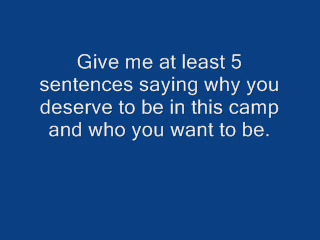 Give me at least 5
sentences saying why you
deserve to be in this camp
and who you want to be.